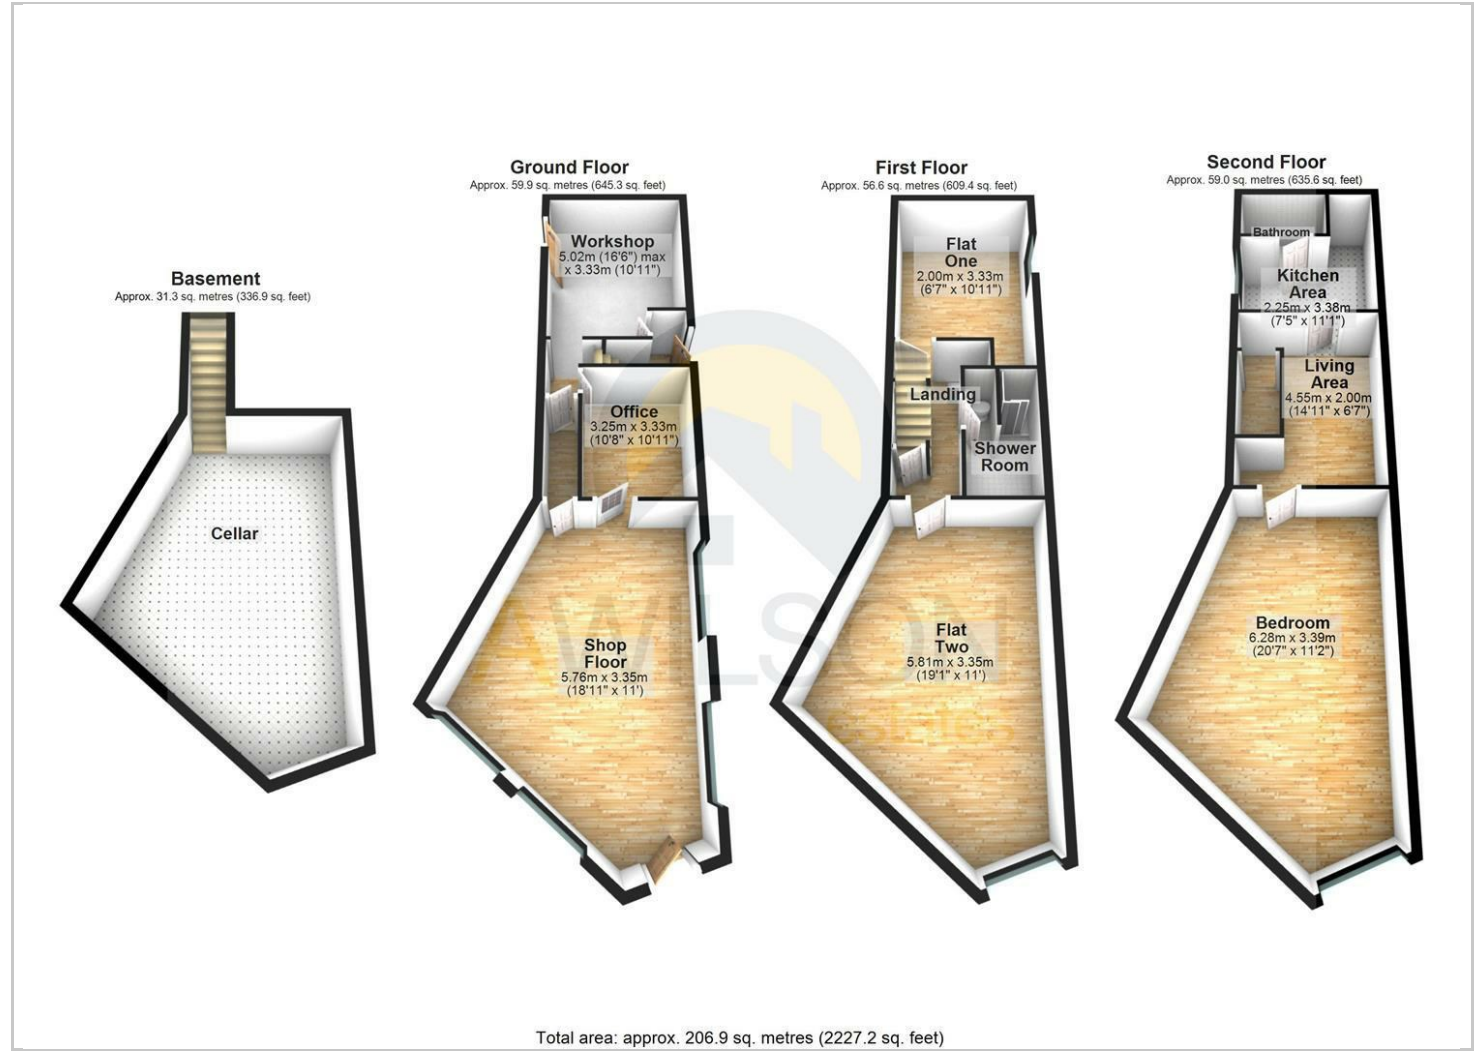 Basement
Approx. 31.3 sq. metres (336.9 sq. feet)
Cellar
Ground Floor
Approx. 59.9 sq. metres (645.3 sq. feet)
Workshop
5.02m (16'6") max
x 3.33m (10'11")
Office
3.25m x 3.33m
(10'8" x 10'11")
Shop
Floor
5.76m x 3.35m
(18'11" x 11')
First Floor
Approx. 56.6 sq. metres (609.4 sq. feet)
Flat
One
2.00m x 3.33m
(6'7" x 10'11")
Landing
Shower
Room
Flat
Two
5.81m x 3.35m
(19'1" x 11')
Second Floor
Approx. 59.0 sq. metres (635.6 sq. feet)
Bathroom
Kitchen
Area
2.25m x 3.38m
(7'5" x 11'1")
Living
Area
4.55m x 2.00m
(14'11" x 6'7")
Bedroom
6.28m x 3.39m
(20'7" x 11'2")
AWILSON
estates
Total area: approx. 206.9 sq. metres (2227.2 sq. feet)